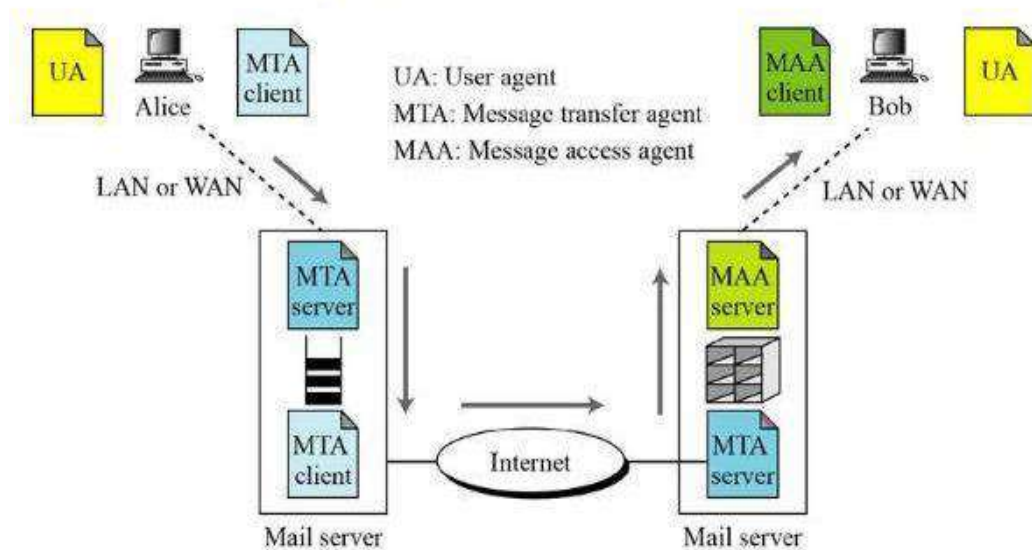 UA
Alice
MTA
client
UA: User agent
MTA: Message transfer agent
MAA: Message access agent
MAA
client
Bob
UA
LAN or WAN
LAN or WAN
MTA
server
MTA
client
Mail server
Internet
MAA
server
MTA
server
Mail server